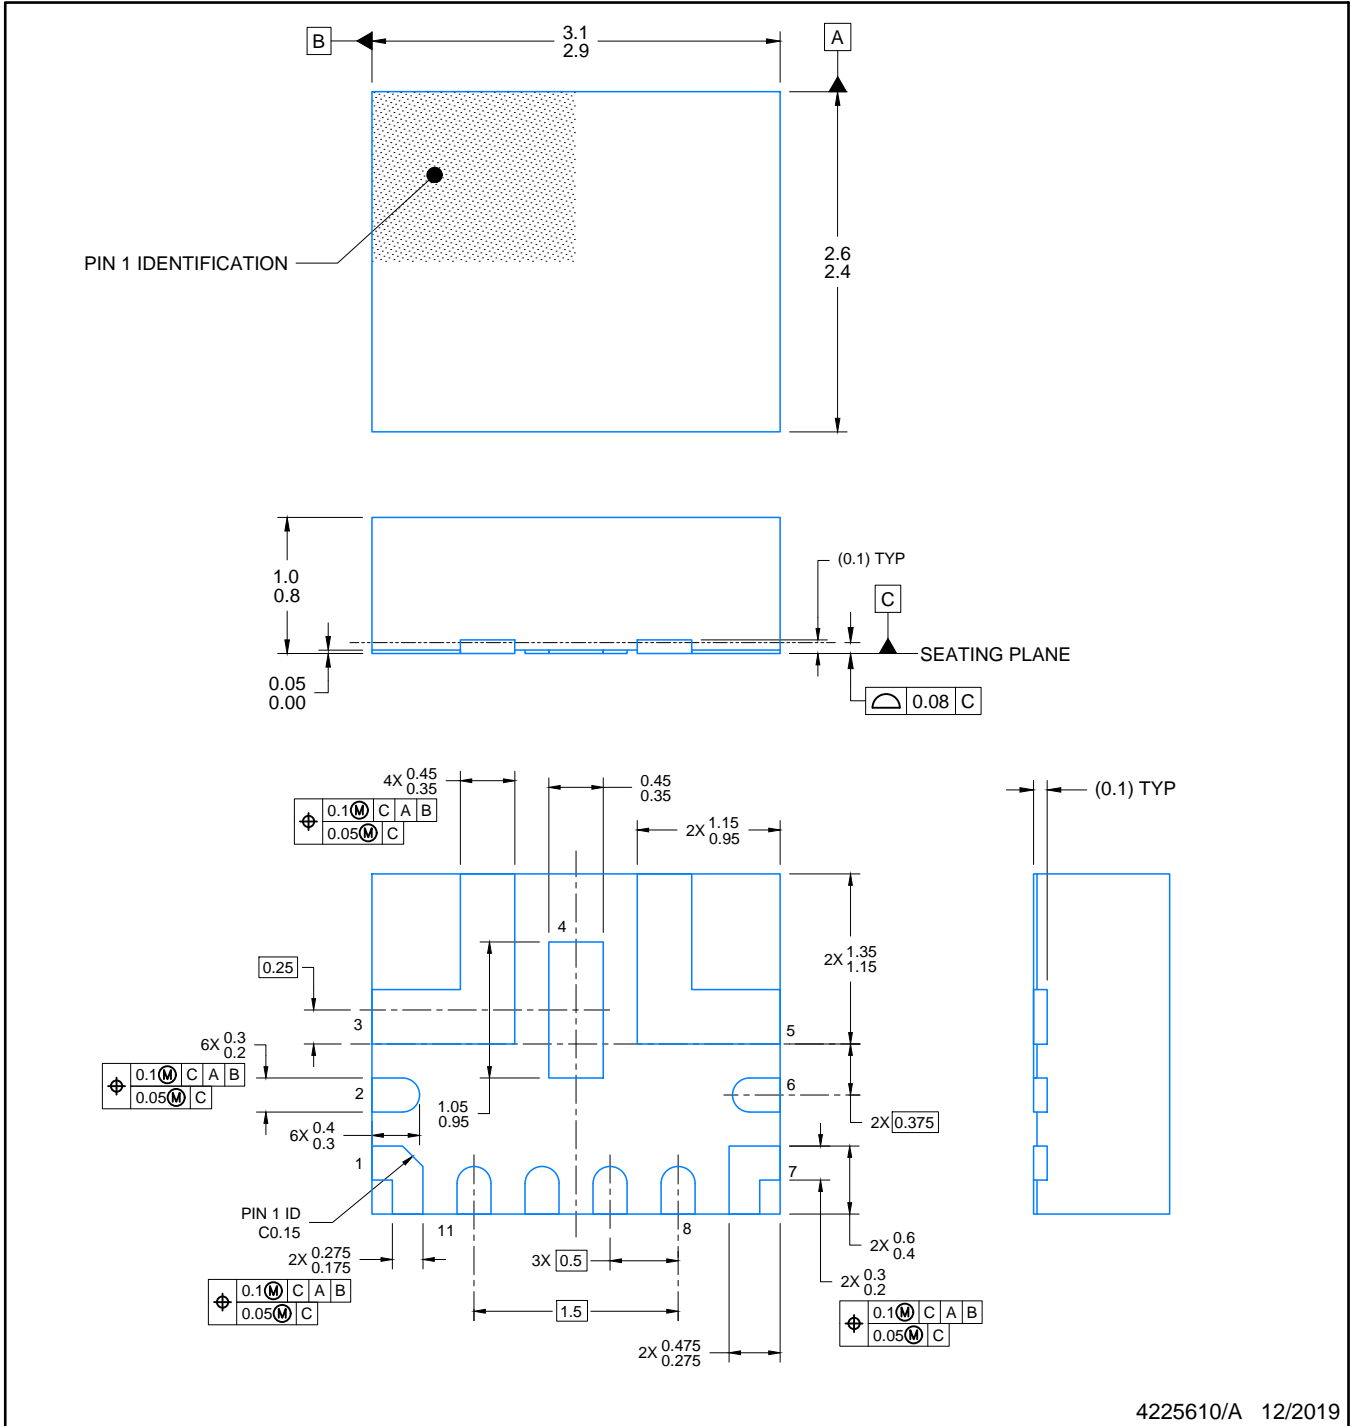 B
3.1
2.9
A
PIN 1 IDENTIFICATION
2.6
2.4
1.0
0.8
0.05
0.00
(0.1) TYP
C
SEATING PLANE
0.08 C
4X 0.45
0.35
0.1 Ⓜ C A B
0.05 Ⓜ C
0.45
0.35
2X 1.15
0.95
(0.1) TYP
4
0.25
2X 1.35
1.15
3
5
6X 0.3
0.2
0.1 Ⓜ C A B
0.05 Ⓜ C
2
6
1.05
0.95
2X 0.375
6X 0.4
0.3
1
7
PIN 1 ID
C0.15
11
8
2X 0.275
0.175
0.1 Ⓜ C A B
0.05 Ⓜ C
3X 0.5
2X 0.6
0.4
2X 0.3
0.2
0.1 Ⓜ C A B
0.05 Ⓜ C
1.5
2X 0.475
0.275
4225610/A 12/2019